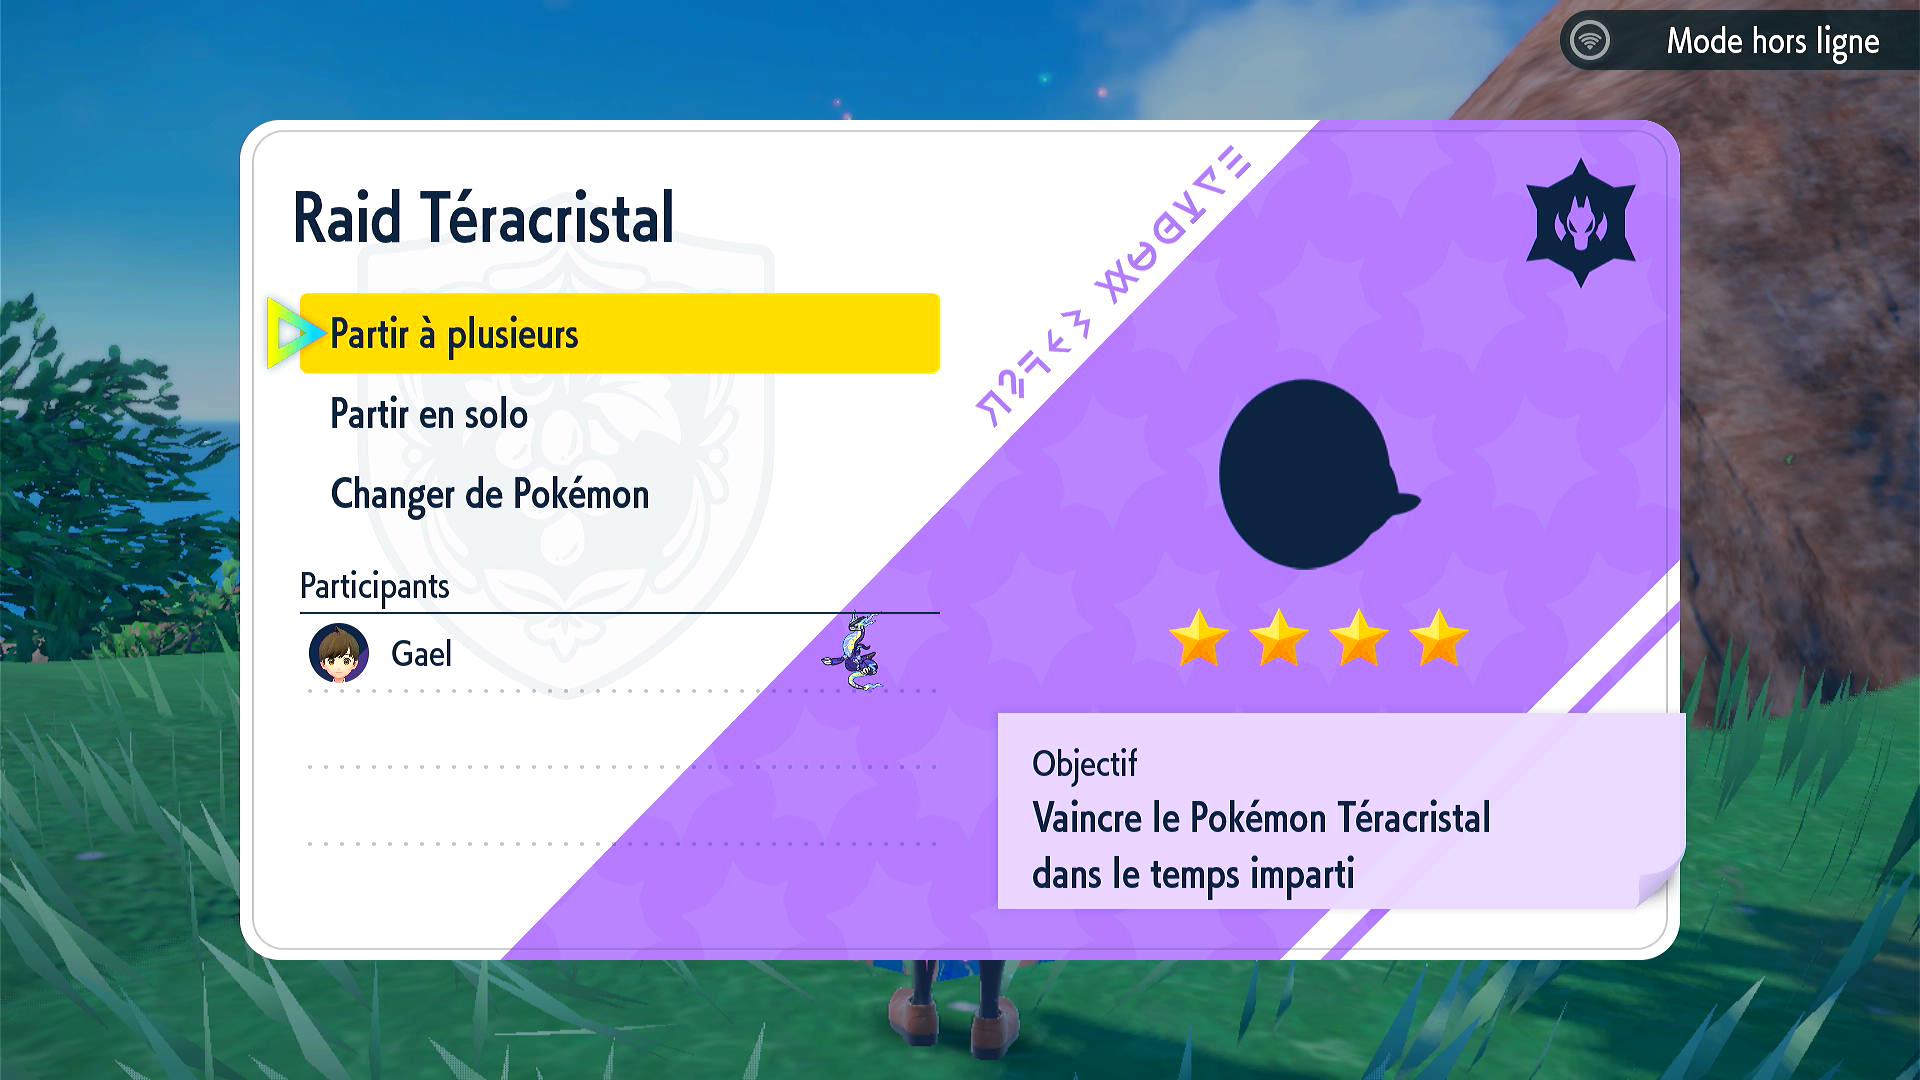 Mode hors ligne
Raid Téracristal
Partir à plusieurs
Partir en solo
Changer de Pokémon
Participants
Gael
Objectif
Vaincre le Pokémon Téracristal
dans le temps imparti